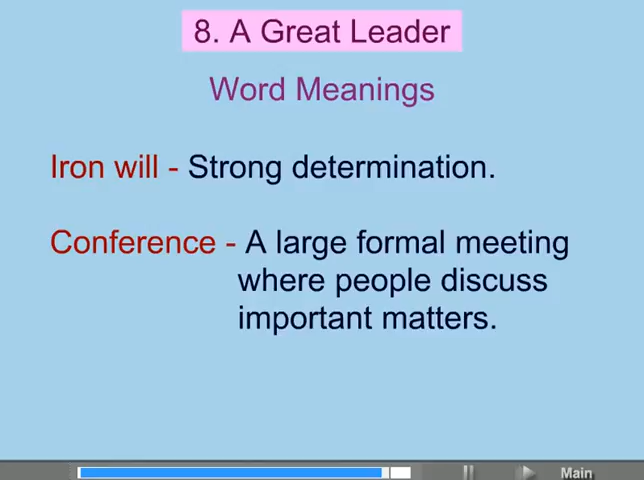 8. A Great Leader
Word Meanings
Iron will - Strong determination.
Conference - A large formal meeting
where people discuss
important matters.
Main